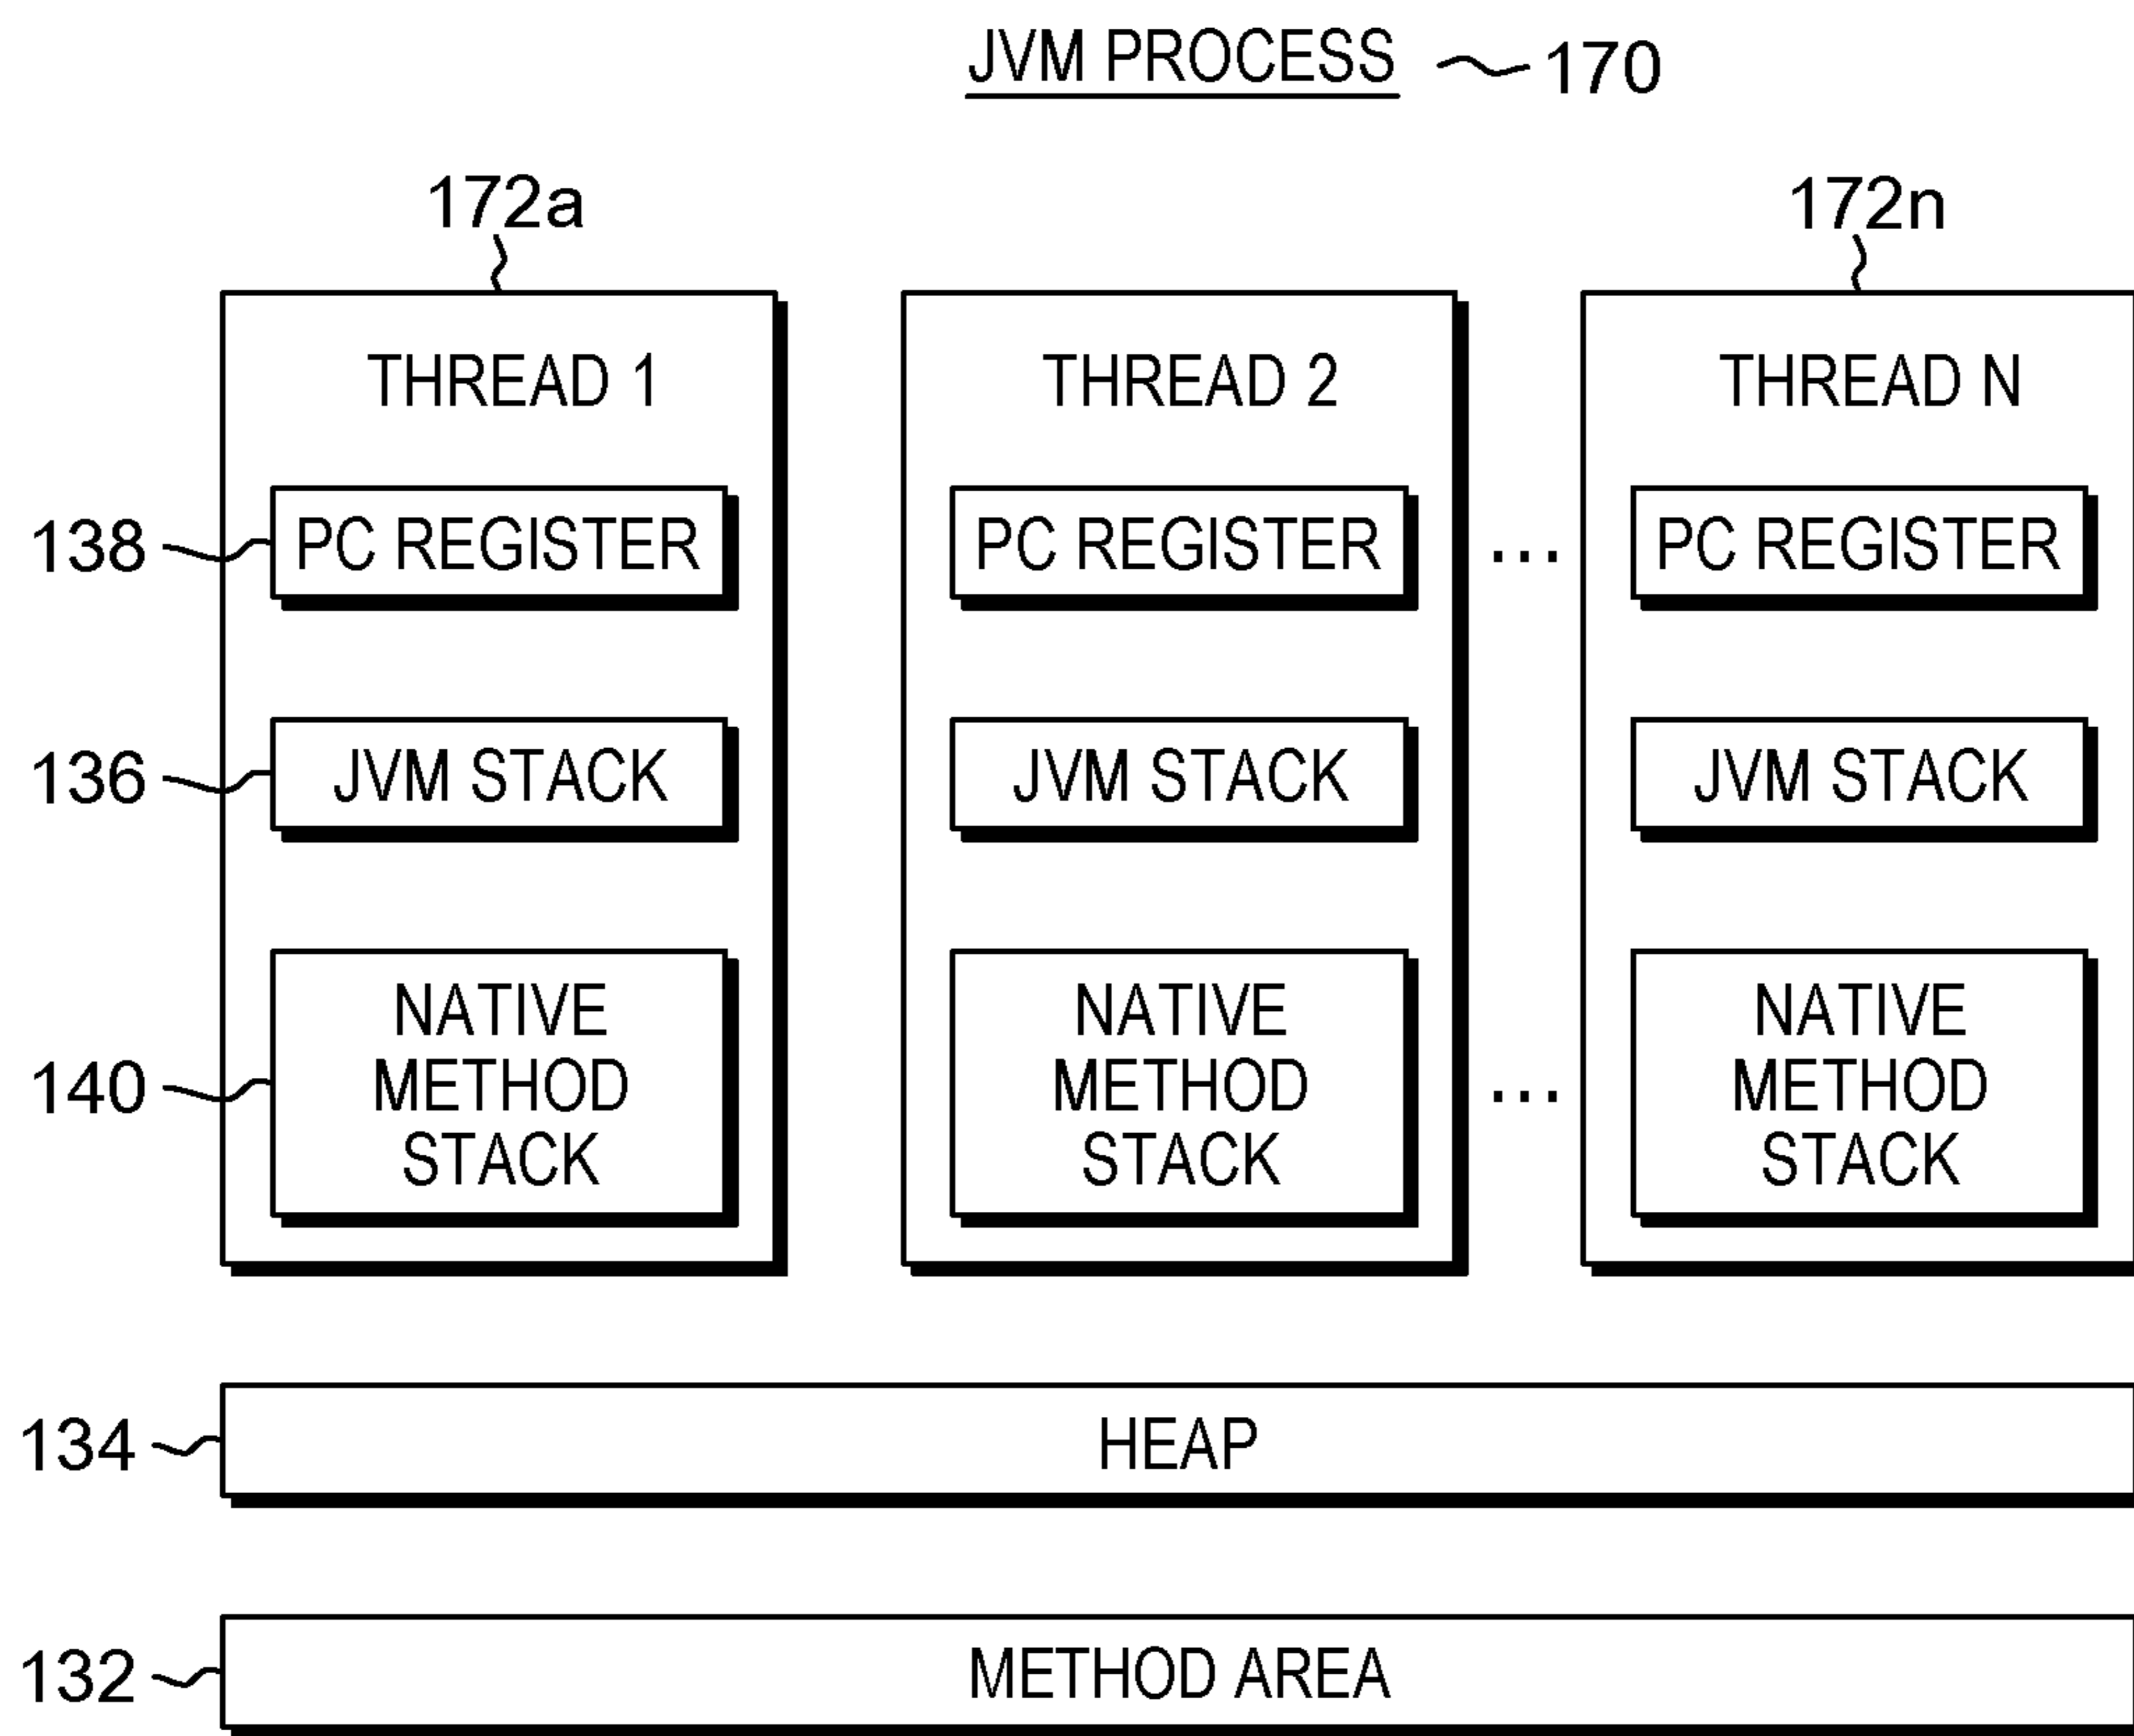 JVM PROCESS 170
172a 172n
THREAD 1 THREAD 2 THREAD N
138 PC REGISTER PC REGISTER ... PC REGISTER
136 JVM STACK JVM STACK JVM STACK
NATIVE NATIVE NATIVE
140 METHOD METHOD ... METHOD
STACK STACK STACK
134 HEAP
132 METHOD AREA